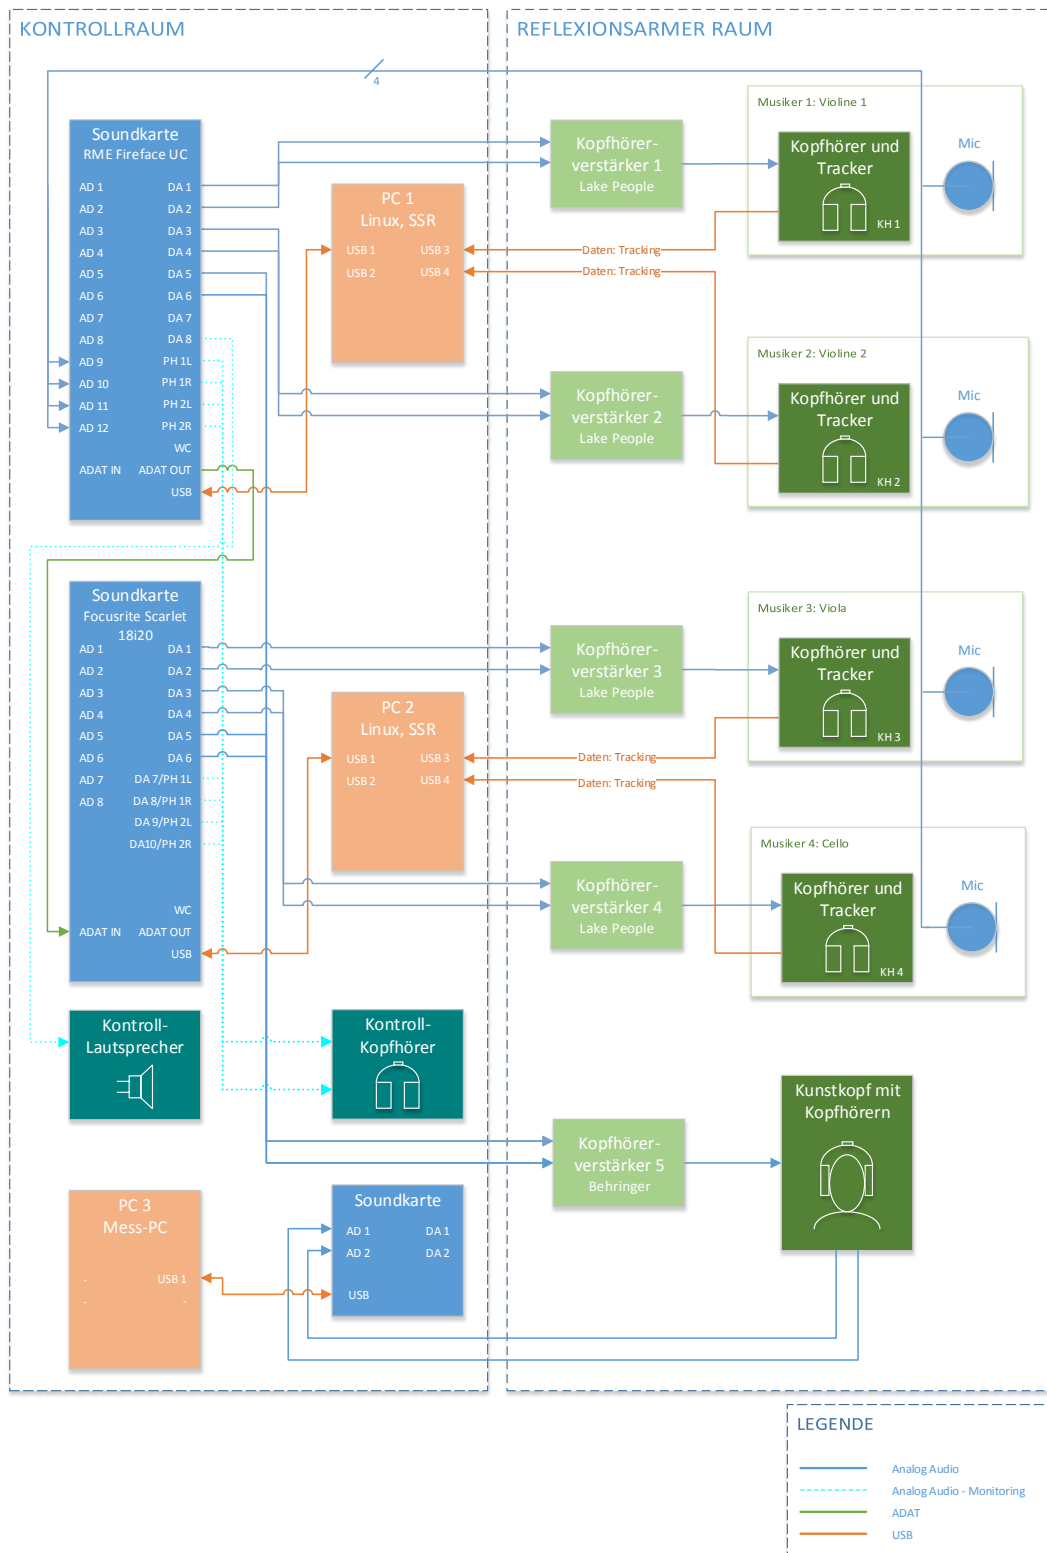 KONTROLLRAUM
REFLEXIONSARMER RAUM
4
Soundkarte
RME Fireface UC
AD 1 DA 1
AD 2 DA 2
AD 3 DA 3
AD 4 DA 4
AD 5 DA 5
AD 6 DA 6
AD 7 DA 7
AD 8 DA 8
AD 9 PH 1L
AD 10 PH 1R
AD 11 PH 2L
AD 12 PH 2R
WC
ADAT IN ADAT OUT
USB
PC 1
Linux, SSR
USB 1 USB 3
USB 2 USB 4
Kopfhörer-
verstärker 1
Lake People
Daten: Tracking
Daten: Tracking
Musiker 1: Violine 1
Kopfhörer und
Tracker
KH 1
Mic
Kopfhörer-
verstärker 2
Lake People
Musiker 2: Violine 2
Kopfhörer und
Tracker
KH 2
Mic
Soundkarte
Focusrite Scarlet
18i20
AD 1 DA 1
AD 2 DA 2
AD 3 DA 3
AD 4 DA 4
AD 5 DA 5
AD 6 DA 6
AD 7 DA 7/PH 1L
AD 8 DA 8/PH 1R
DA 9/PH 2L
DA10/PH 2R
WC
ADAT IN ADAT OUT
USB
PC 2
Linux, SSR
USB 1 USB 3
USB 2 USB 4
Kopfhörer-
verstärker 3
Lake People
Daten: Tracking
Daten: Tracking
Musiker 3: Viola
Kopfhörer und
Tracker
KH 3
Mic
Kopfhörer-
verstärker 4
Lake People
Musiker 4: Cello
Kopfhörer und
Tracker
KH 4
Mic
Kontroll-
Lautsprecher
Kontroll-
Kopfhörer
Kopfhörer-
verstärker 5
Behringer
Kunstkopf mit
Kopfhörern
PC 3
Mess-PC
- USB 1
- -
Soundkarte
AD 1 DA 1
AD 2 DA 2
USB
LEGENDE
Analog Audio
Analog Audio - Monitoring
ADAT
USB